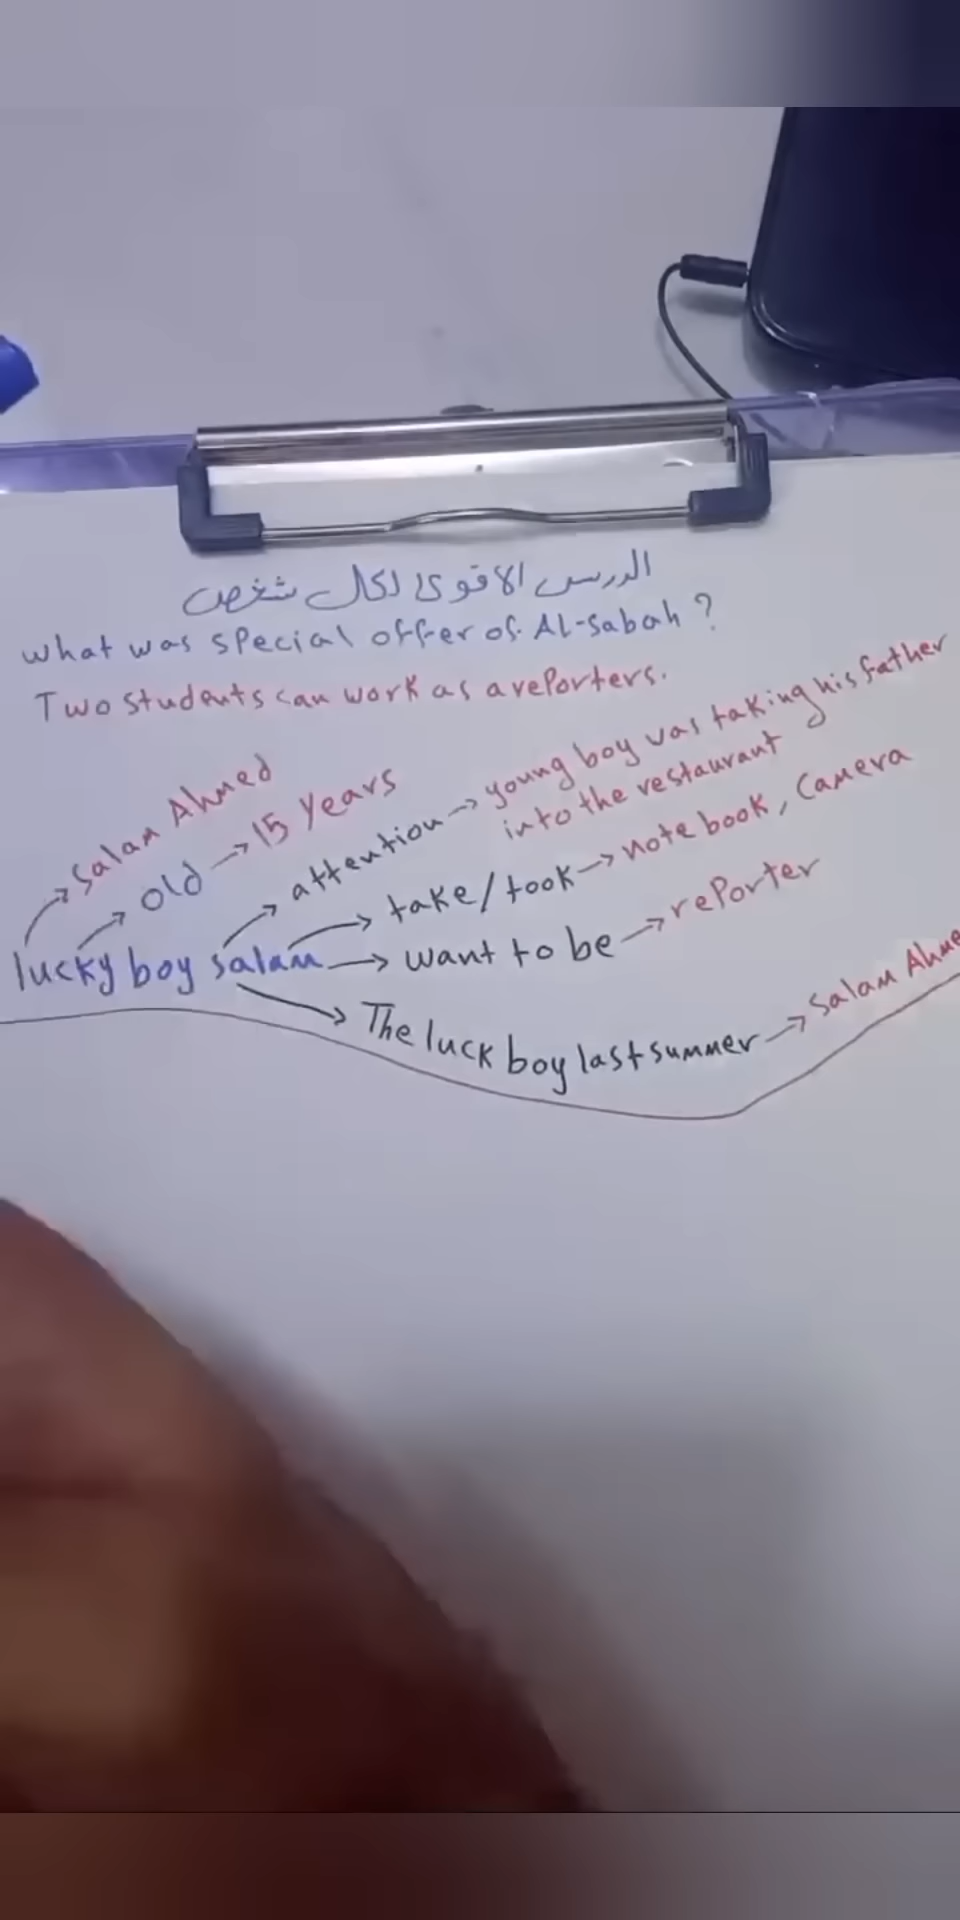 الدرس الاقوى لكل شخص
what was special offer of Al-Sabah?
Two students can work as a reporters.
lucky boy salam
→ Salam Ahmed
→ old → 15 years
→ attention → young boy was taking his father
into the restaurant
→ take/took → note book, Camera
→ want to be → reporter
→ The luck boy last summer → Salam Ahme